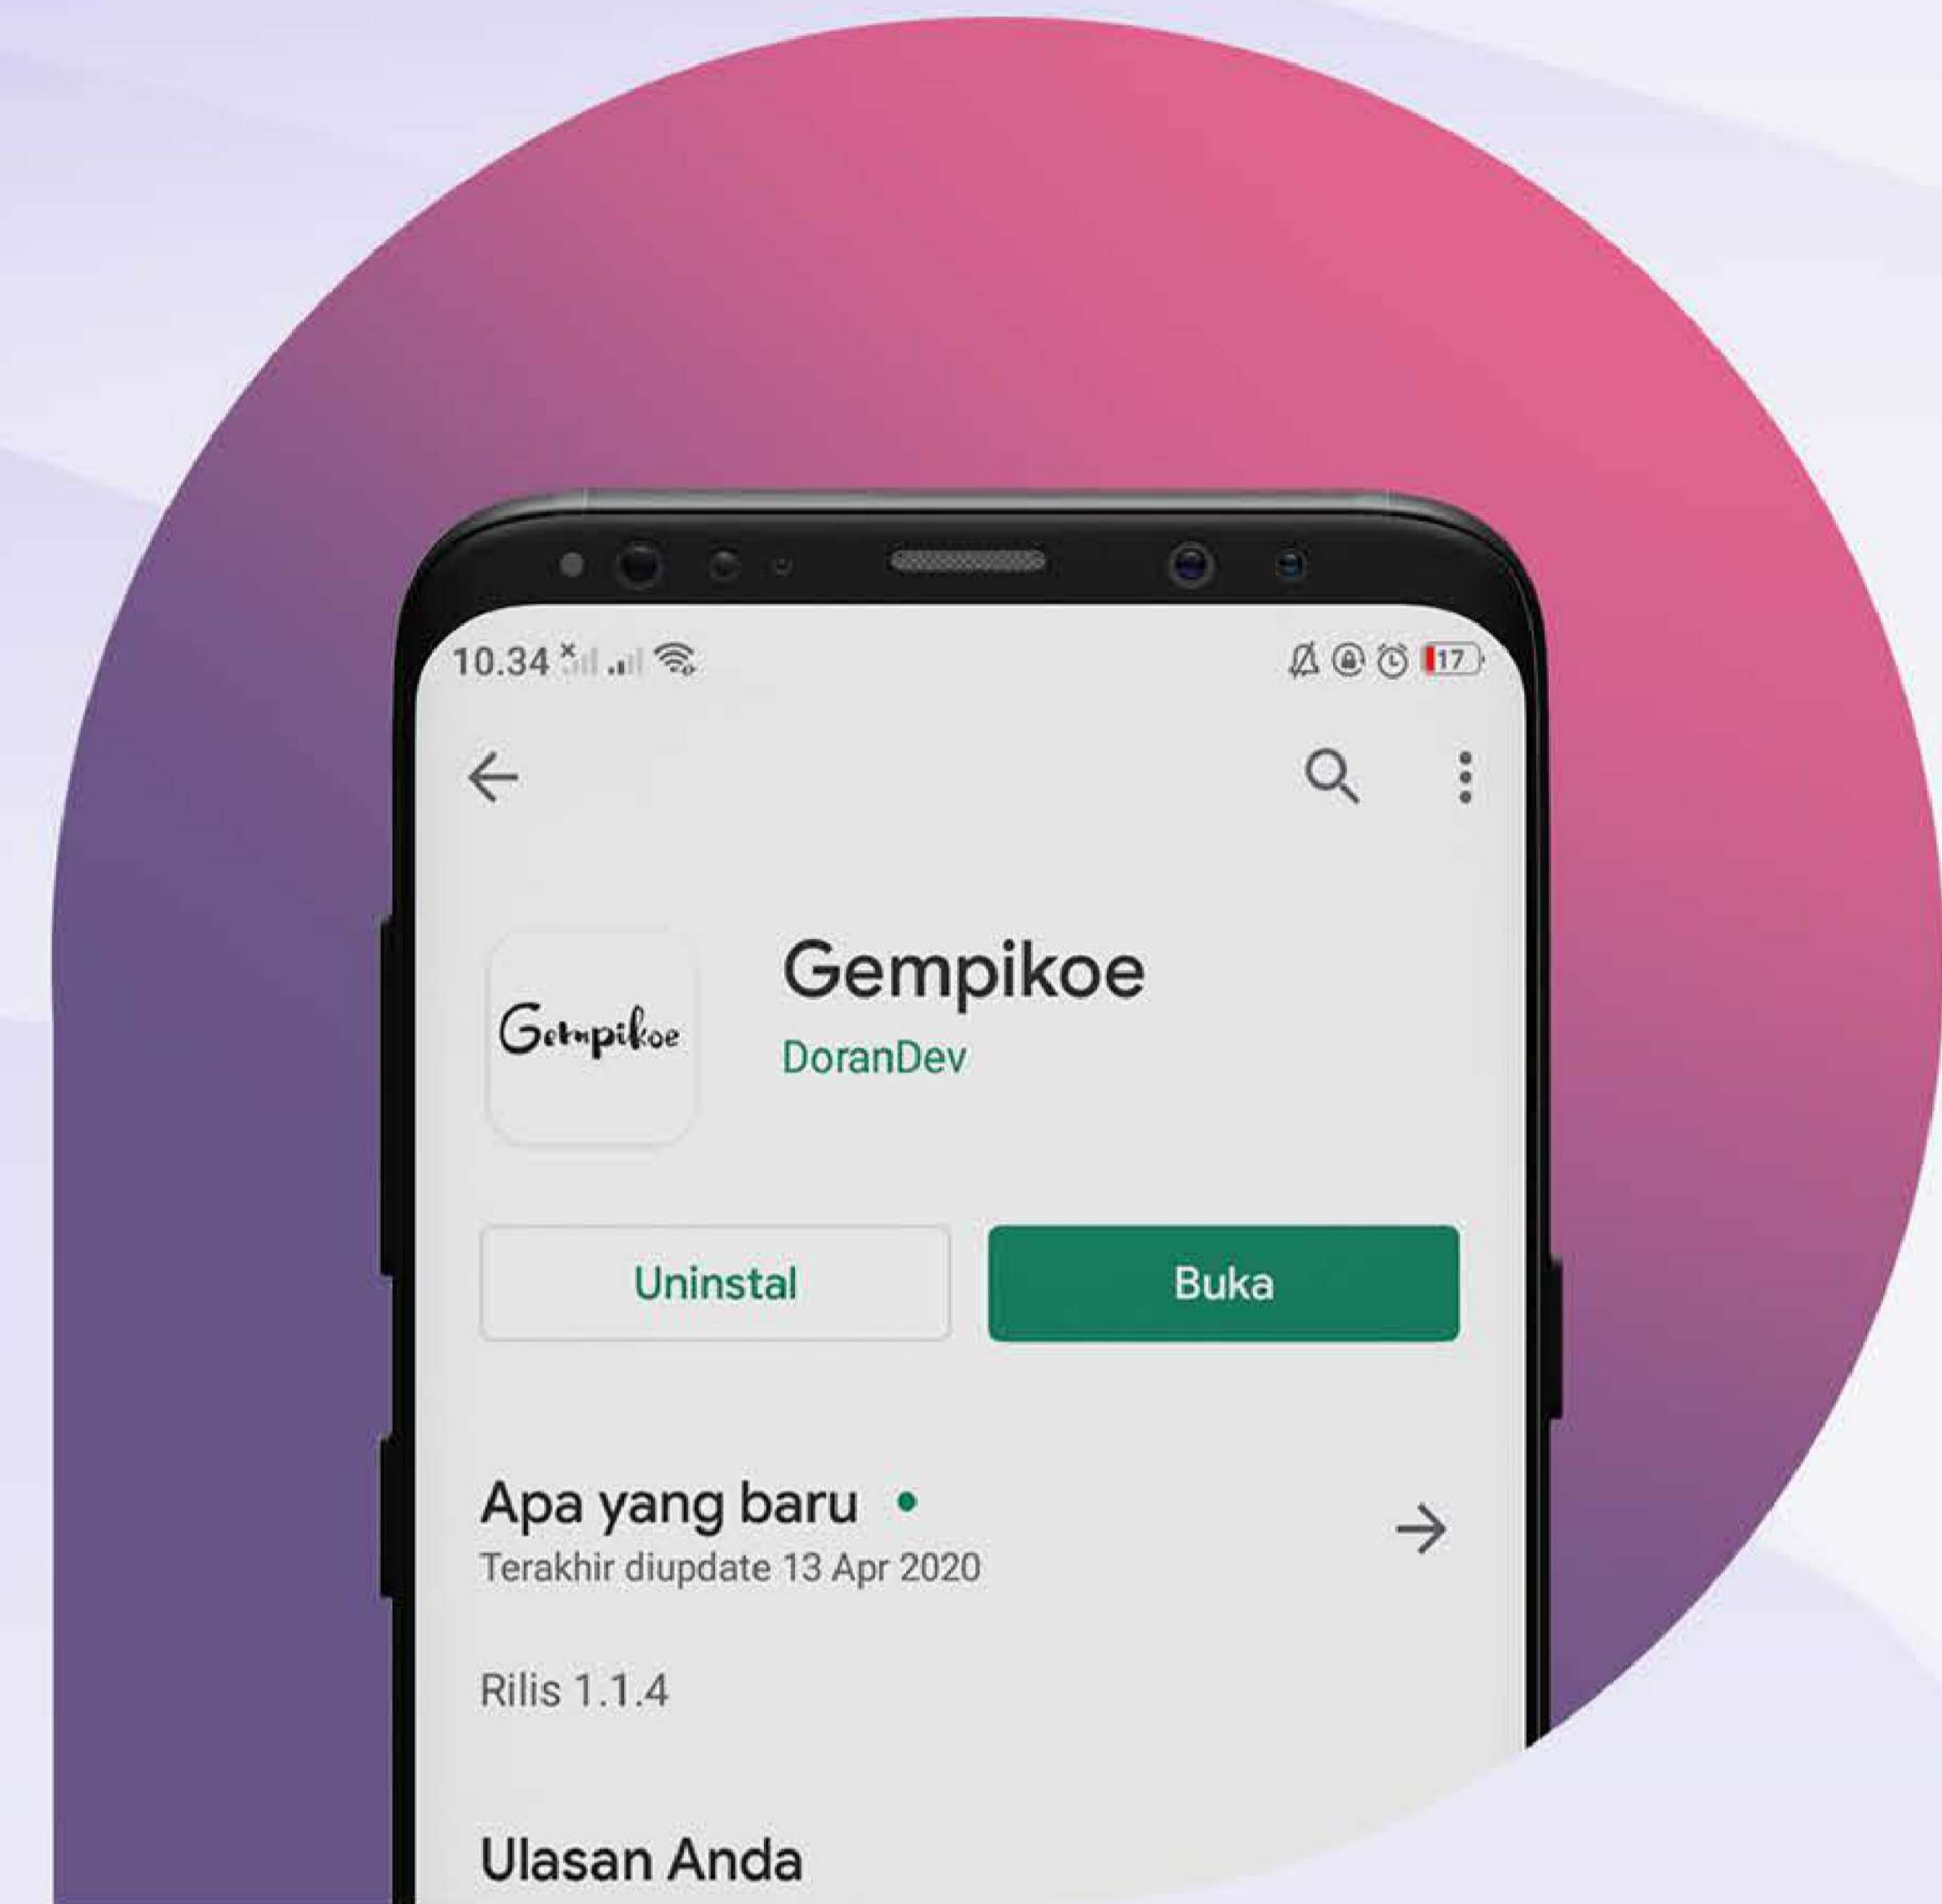 10.34
17
Gempikoe
Gempikoe
DoranDev
Uninstal
Buka
Apa yang baru
Terakhir diupdate 13 Apr 2020
Rilis 1.1.4
Ulasan Anda